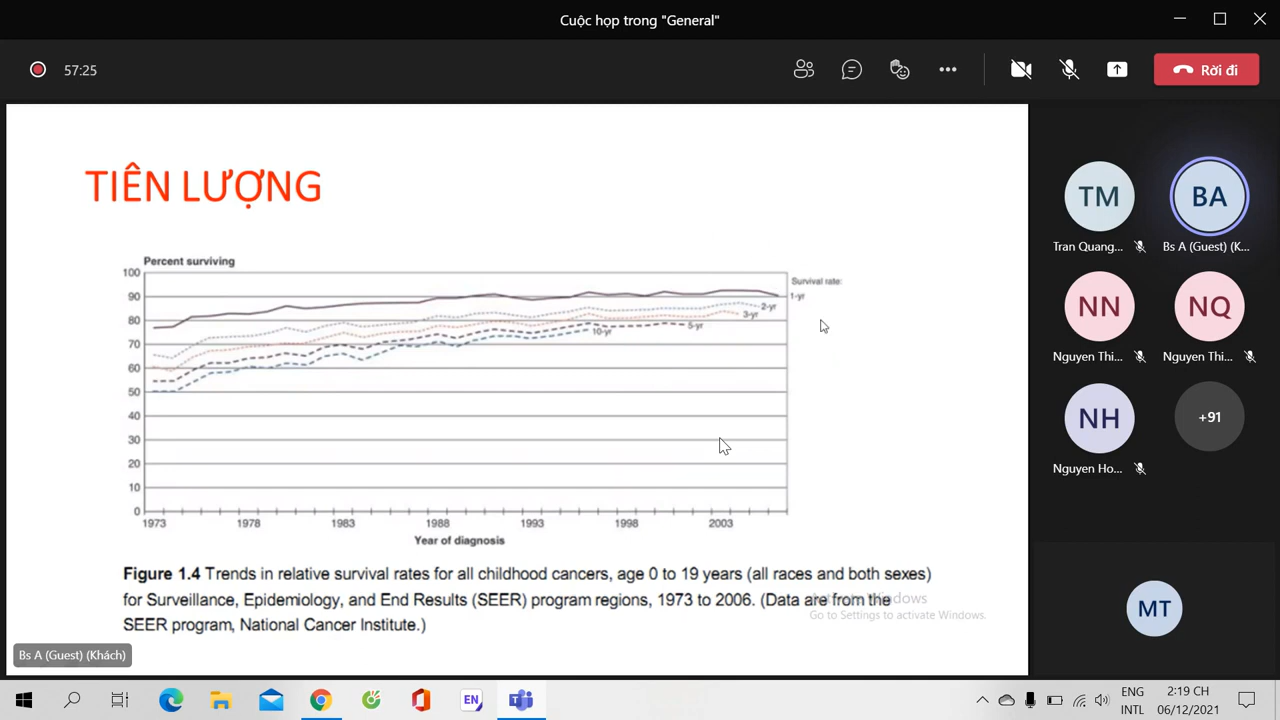 Cuộc họp trong "General"
57:25
Rời đi
TIÊN LƯỢNG
Percent surviving
100
90
80
70
60
50
40
30
20
10
0
Survival rate:
1-yr
2-yr
3-yr
5-yr
10-yr
1973 1978 1983 1988 1993 1998 2003
Year of diagnosis
Figure 1.4 Trends in relative survival rates for all childhood cancers, age 0 to 19 years (all races and both sexes)
for Surveillance, Epidemiology, and End Results (SEER) program regions, 1973 to 2006. (Data are from the
SEER program, National Cancer Institute.)
Activate Windows
Go to Settings to activate Windows.
Bs A (Guest) (Khách)
TM BA
Tran Quang... Bs A (Guest) (K...
NN NQ
Nguyen Thi... Nguyen Thi...
NH +91
Nguyen Ho...
MT
EN
ENG
INTL
2:19 CH
06/12/2021